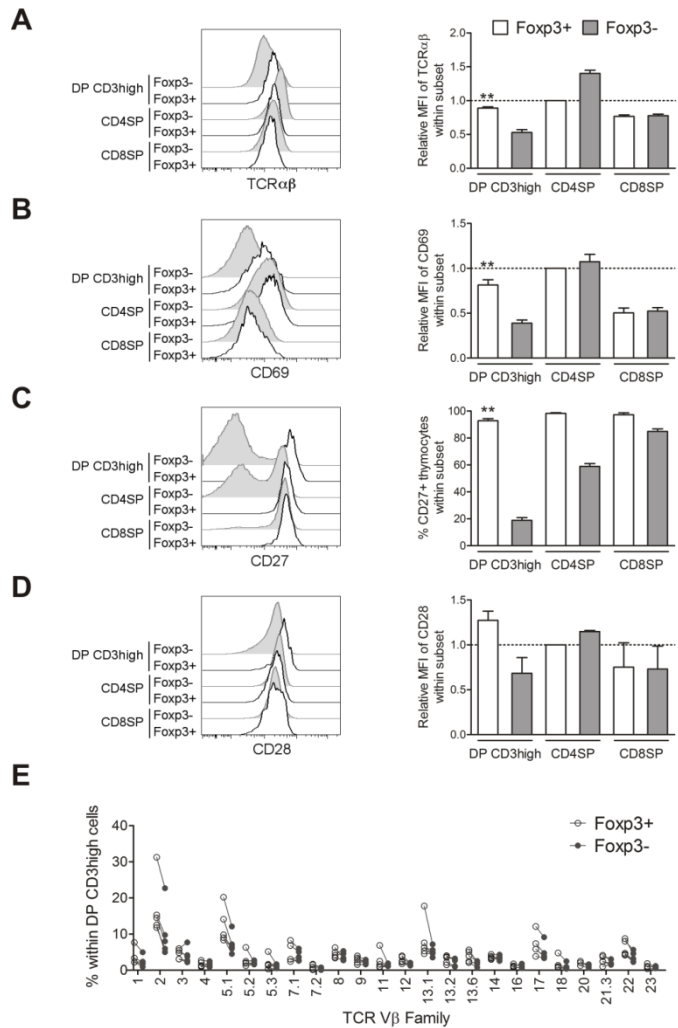 A
DP CD3high
Foxp3-
Foxp3+
CD4SP
Foxp3-
Foxp3+
CD8SP
Foxp3-
Foxp3+
TCRαβ
Foxp3+
Foxp3-
Relative MFI of TCRαβ
within subset
2.0
1.5
1.0
0.5
0.0
**
DP CD3high
CD4SP
CD8SP
B
DP CD3high
Foxp3-
Foxp3+
CD4SP
Foxp3-
Foxp3+
CD8SP
Foxp3-
Foxp3+
CD69
Relative MFI of CD69
within subset
1.5
1.0
0.5
0.0
**
DP CD3high
CD4SP
CD8SP
C
DP CD3high
Foxp3-
Foxp3+
CD4SP
Foxp3-
Foxp3+
CD8SP
Foxp3-
Foxp3+
CD27
% CD27+ thymocytes
within subset
100
80
60
40
20
0
**
DP CD3high
CD4SP
CD8SP
D
DP CD3high
Foxp3-
Foxp3+
CD4SP
Foxp3-
Foxp3+
CD8SP
Foxp3-
Foxp3+
CD28
Relative MFI of CD28
within subset
1.5
1.0
0.5
0.0
DP CD3high
CD4SP
CD8SP
E
% within DP CD3high cells
40
30
20
10
0
Foxp3+
Foxp3-
1 2 3 4 5.1 5.2 5.3 7.1 7.2 8 9 11 12 13.1 13.2 13.6 14 16 17 18 20 21.3 22 23
TCR Vβ Family